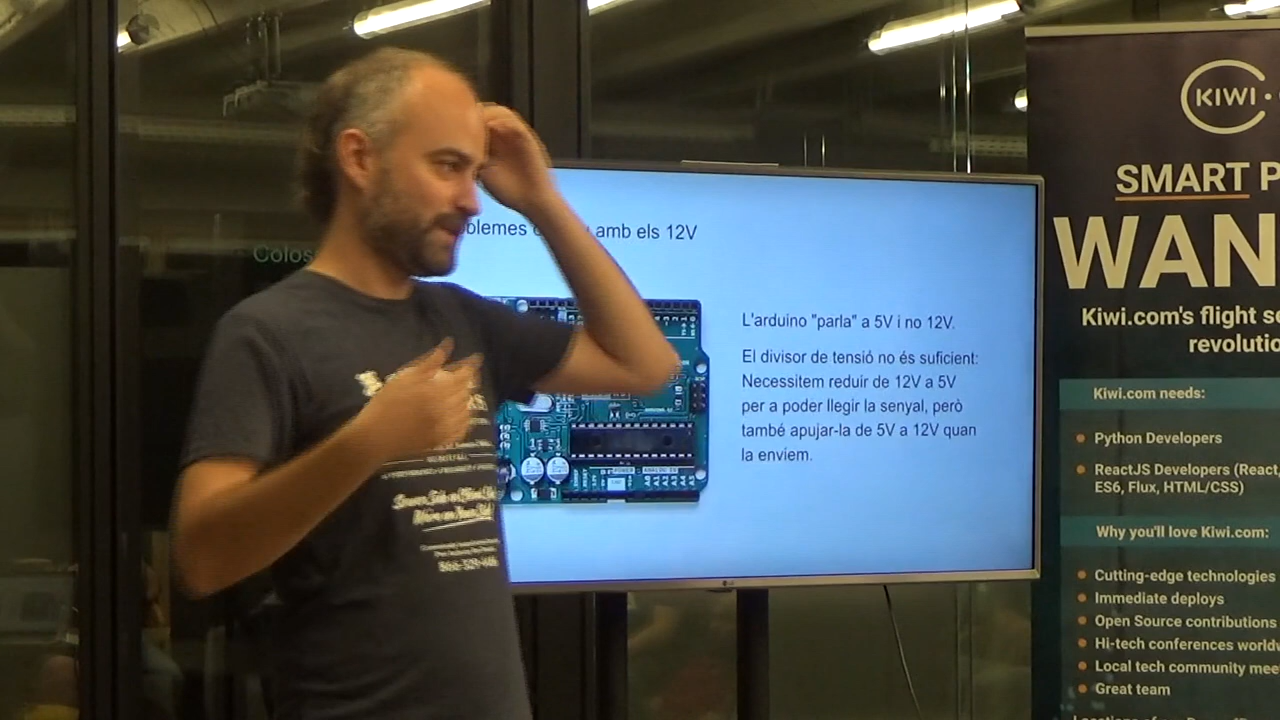 amb els 12V
L'arduino "parla" a 5V i no 12V.
El divisor de tensió no és suficient:
Necessitem reduir de 12V a 5V
per a poder llegir la senyal, però
també apujar-la de 5V a 12V quan
la enviem.
LG
KIWI
SMART P
WAN
Kiwi.com's flight se
revolutio
Kiwi.com needs:
Python Developers
ReactJS Developers (React,
ES6, Flux, HTML/CSS)
Why you'll love Kiwi.com:
Cutting-edge technologies
Immediate deploys
Open Source contributions
Hi-tech conferences worldw
Local tech community mee
Great team